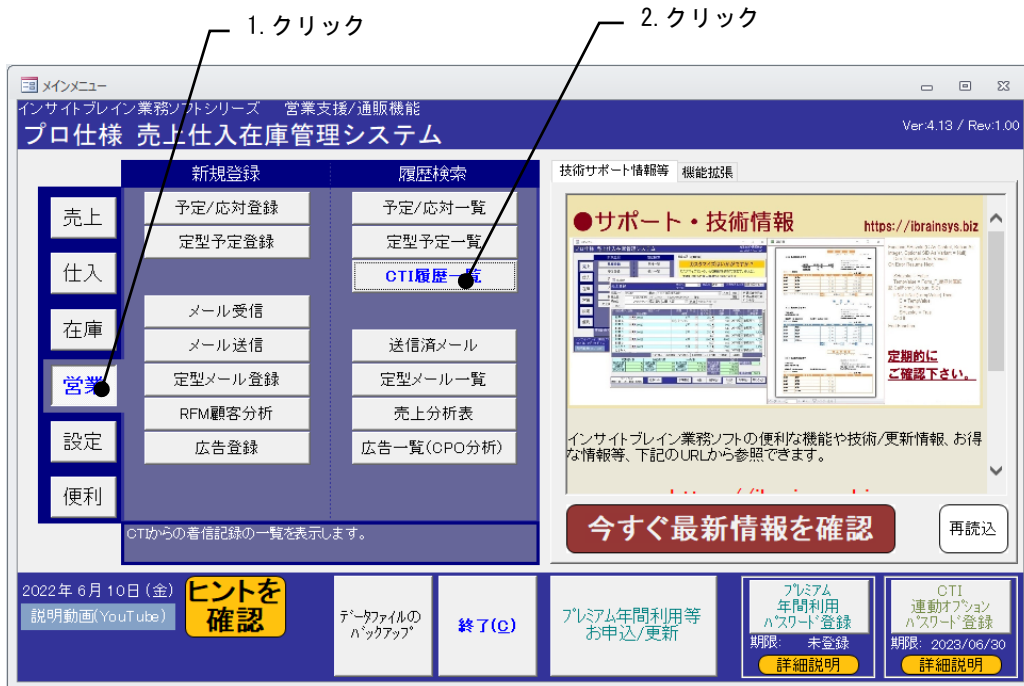 1.クリック
2.クリック
メインメニュー
インサイトブレイン業務ソフトシリーズ 営業支援/通販機能
プロ仕様 売上仕入在庫管理システム
Ver:4.13 / Rev:1.00
新規登録
履歴検索
技術サポート情報等
機能拡張
売上
仕入
在庫
営業
設定
便利
予定/応対登録
予定/応対一覧
定型予定登録
定型予定一覧
CTI履歴一覧
メール受信
メール送信
送信済メール
定型メール登録
定型メール一覧
RFM顧客分析
売上分析表
広告登録
広告一覧(CPO分析)
CTIからの着信記録の一覧を表示します。
●サポート・技術情報
https://ibrainsys.biz
定期的に
ご確認下さい。
インサイトブレイン業務ソフトの便利な機能や技術/更新情報、お得
な情報等、下記のURLから参照できます。
今すぐ最新情報を確認
再読込
2022年 6月 10日 (金)
説明動画(YouTube)
ヒントを
確認
データファイルの
バックアップ
終了(C)
プレミアム年間利用等
お申込/更新
プレミアム
年間利用
パスワード登録
期限: 未登録
詳細説明
CTI
連動オプション
パスワード登録
期限: 2023/06/30
詳細説明